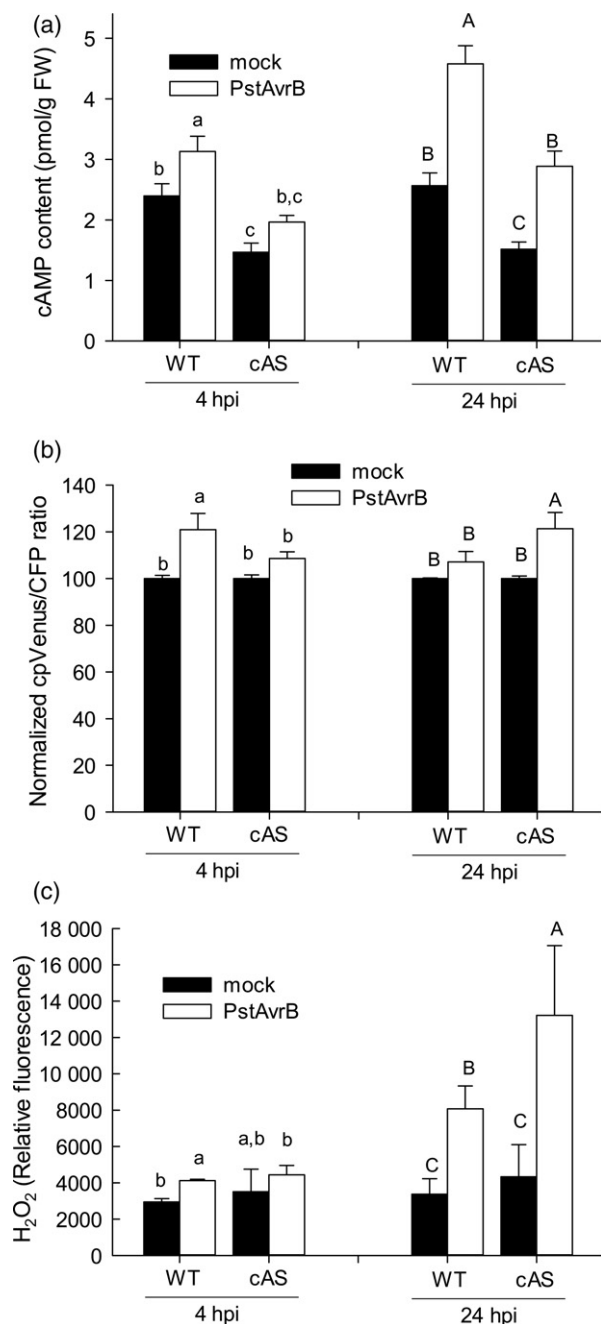 (a)
cAMP content (pmol/g FW)
5
4
3
2
1
0
mock
PstAvrB
b
a
c
b,c
B
A
C
B
WT
cAS
WT
cAS
4 hpi
24 hpi
(b)
Normalized cpVenus/CFP ratio
140
120
100
80
60
40
20
0
mock
PstAvrB
b
a
b
b
B
B
B
A
WT
cAS
WT
cAS
4 hpi
24 hpi
(c)
H₂O₂ (Relative fluorescence)
18 000
16 000
14 000
12 000
10 000
8000
6000
4000
2000
0
mock
PstAvrB
b
a
a,b
b
C
B
C
A
WT
cAS
WT
cAS
4 hpi
24 hpi